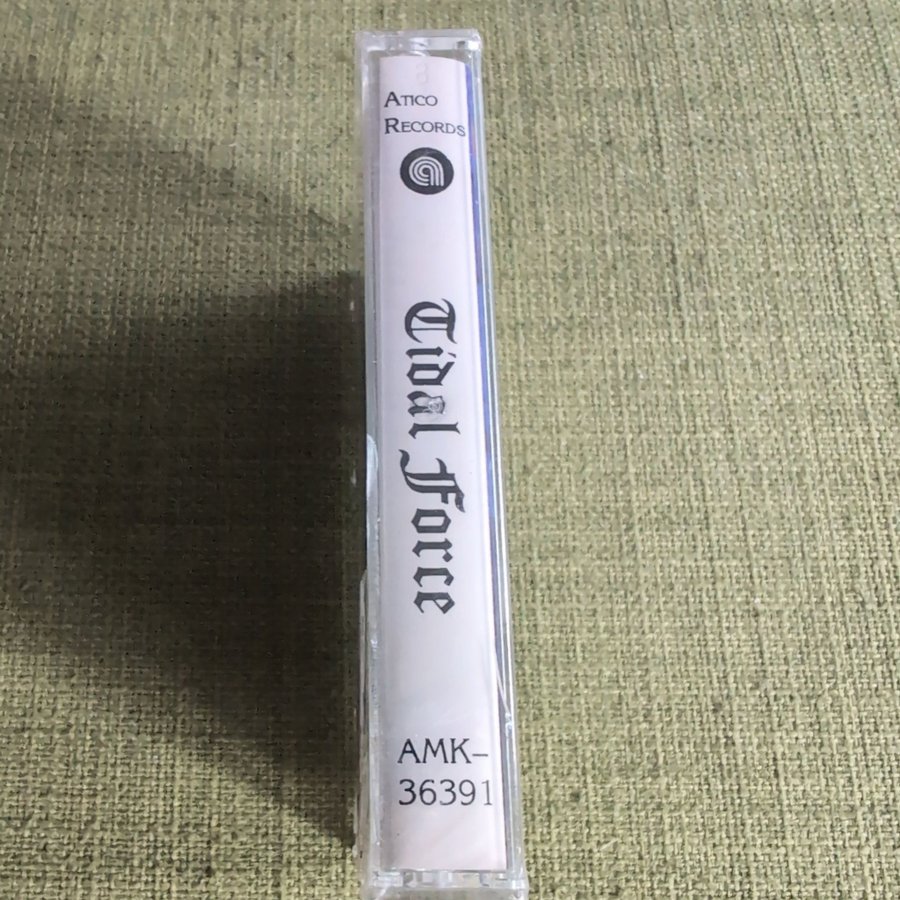 Atico
Records
a
Tidal Force
AMK-
36391